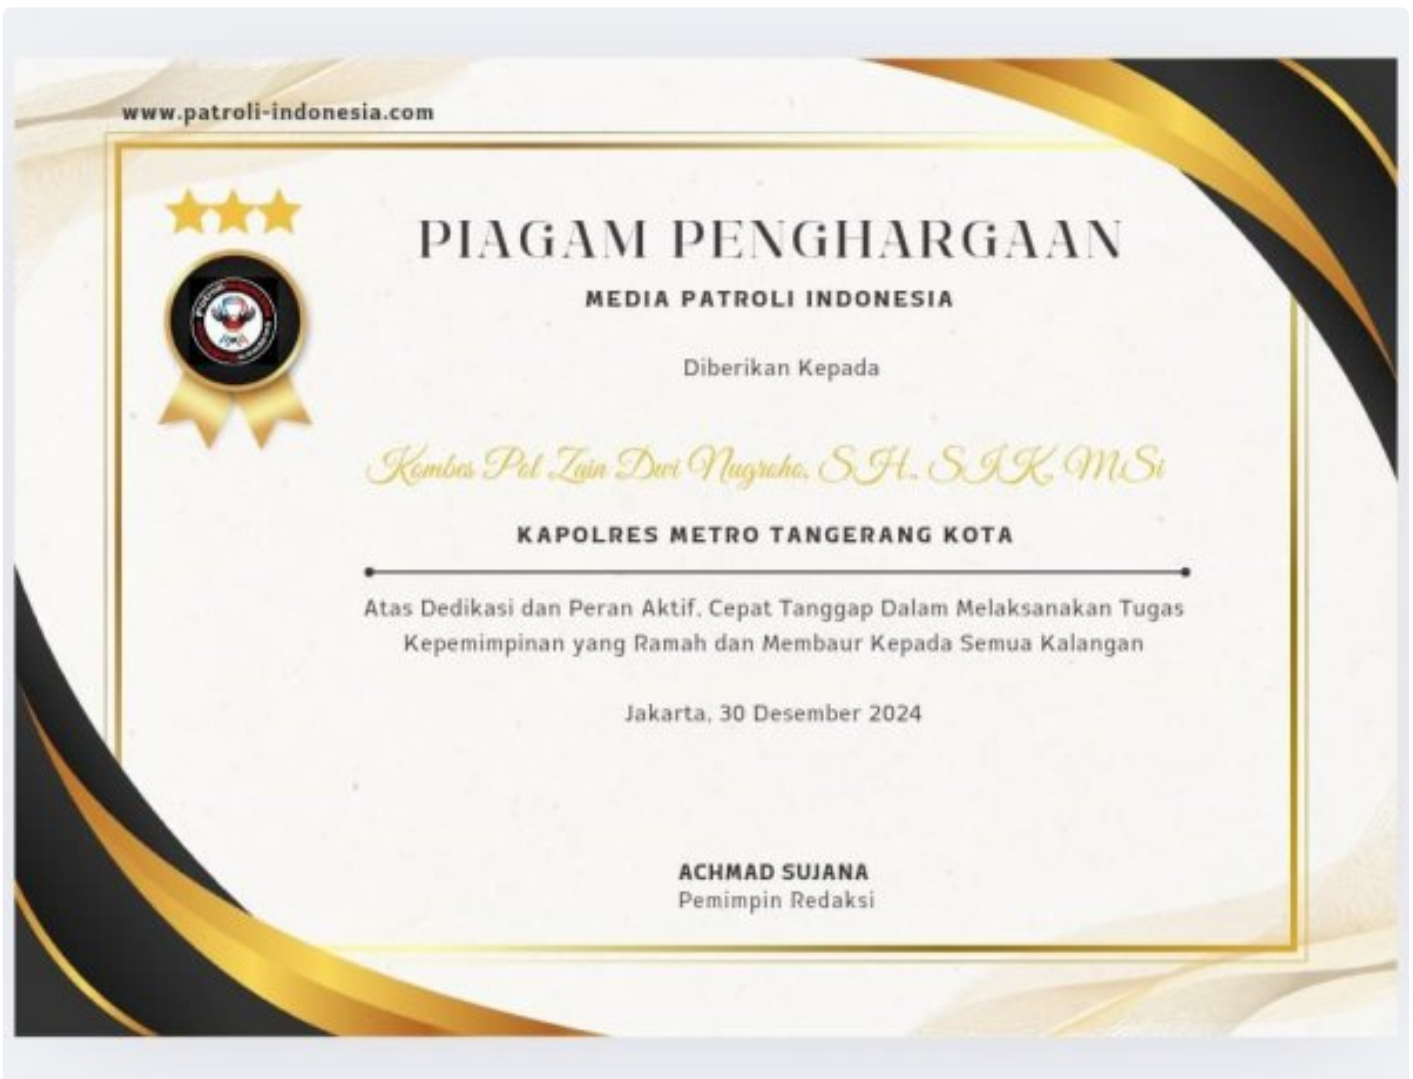 www.patroli-indonesia.com
PIAGAM PENGHARGAAN
MEDIA PATROLI INDONESIA
Diberikan Kepada
Kombes Pol Zain Dwi Nugroho, S.H., S.I.K, M.Si
KAPOLRES METRO TANGERANG KOTA
Atas Dedikasi dan Peran Aktif, Cepat Tanggap Dalam Melaksanakan Tugas
Kepemimpinan yang Ramah dan Membaur Kepada Semua Kalangan
Jakarta, 30 Desember 2024
ACHMAD SUJANA
Pemimpin Redaksi